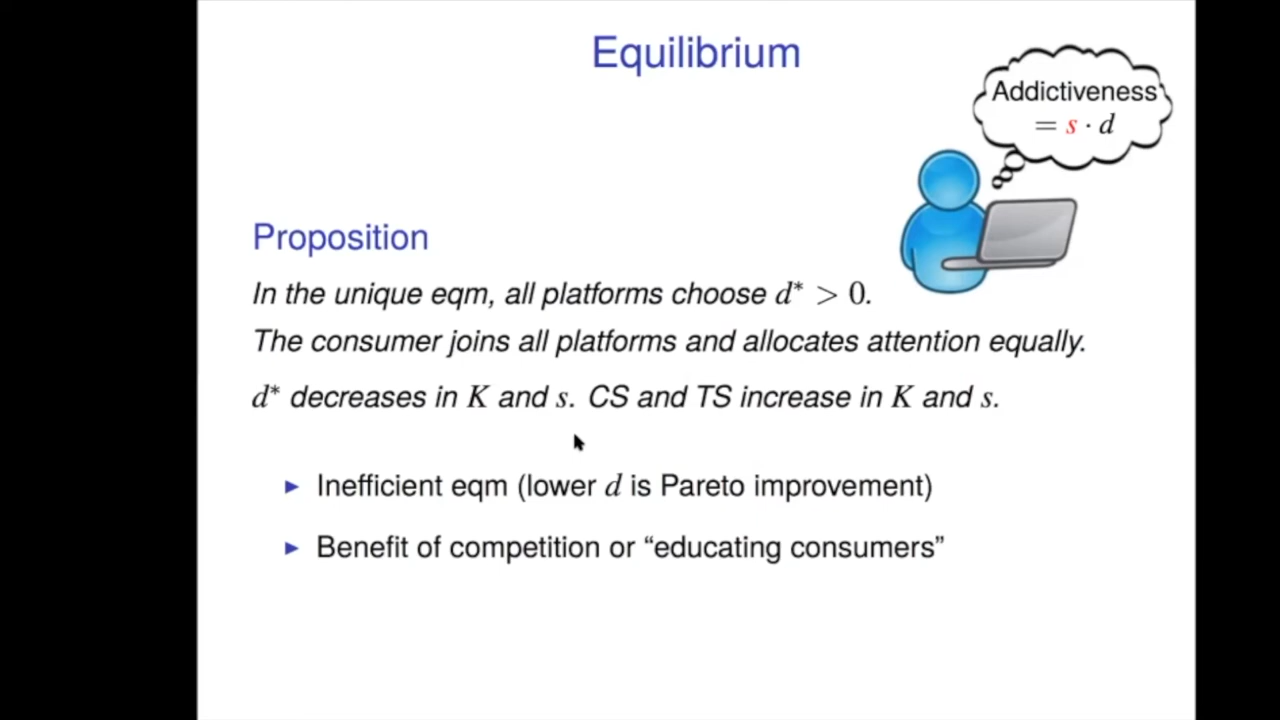 Equilibrium
Addictiveness
= s · d
Proposition
In the unique eqm, all platforms choose d* > 0.
The consumer joins all platforms and allocates attention equally.
d* decreases in K and s. CS and TS increase in K and s.
► Inefficient eqm (lower d is Pareto improvement)
► Benefit of competition or “educating consumers”